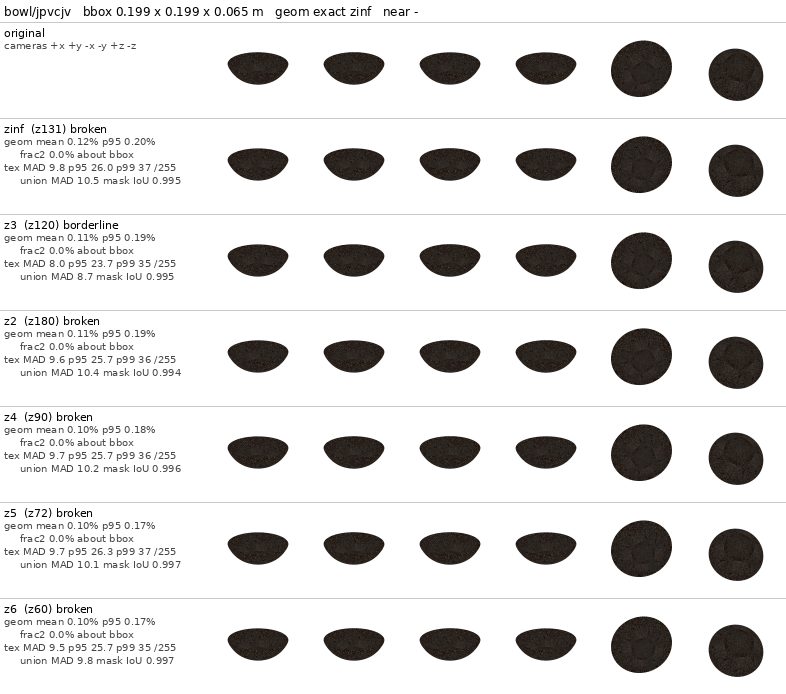 bowl/jpvcjv   bbox 0.199 x 0.199 x 0.065 m   geom exact zinf   near -
original
cameras +x +y -x -y +z -z
zinf  (z131) broken
geom mean 0.12% p95 0.20%
frac2 0.0% about bbox
tex MAD 9.8 p95 26.0 p99 37 /255
union MAD 10.5 mask IoU 0.995
z3  (z120) borderline
geom mean 0.11% p95 0.19%
frac2 0.0% about bbox
tex MAD 8.0 p95 23.7 p99 35 /255
union MAD 8.7 mask IoU 0.995
z2  (z180) broken
geom mean 0.11% p95 0.19%
frac2 0.0% about bbox
tex MAD 9.6 p95 25.7 p99 36 /255
union MAD 10.4 mask IoU 0.994
z4  (z90) broken
geom mean 0.10% p95 0.18%
frac2 0.0% about bbox
tex MAD 9.7 p95 25.7 p99 36 /255
union MAD 10.2 mask IoU 0.996
z5  (z72) broken
geom mean 0.10% p95 0.17%
frac2 0.0% about bbox
tex MAD 9.7 p95 26.3 p99 37 /255
union MAD 10.1 mask IoU 0.997
z6  (z60) broken
geom mean 0.10% p95 0.17%
frac2 0.0% about bbox
tex MAD 9.5 p95 25.7 p99 35 /255
union MAD 9.8 mask IoU 0.997